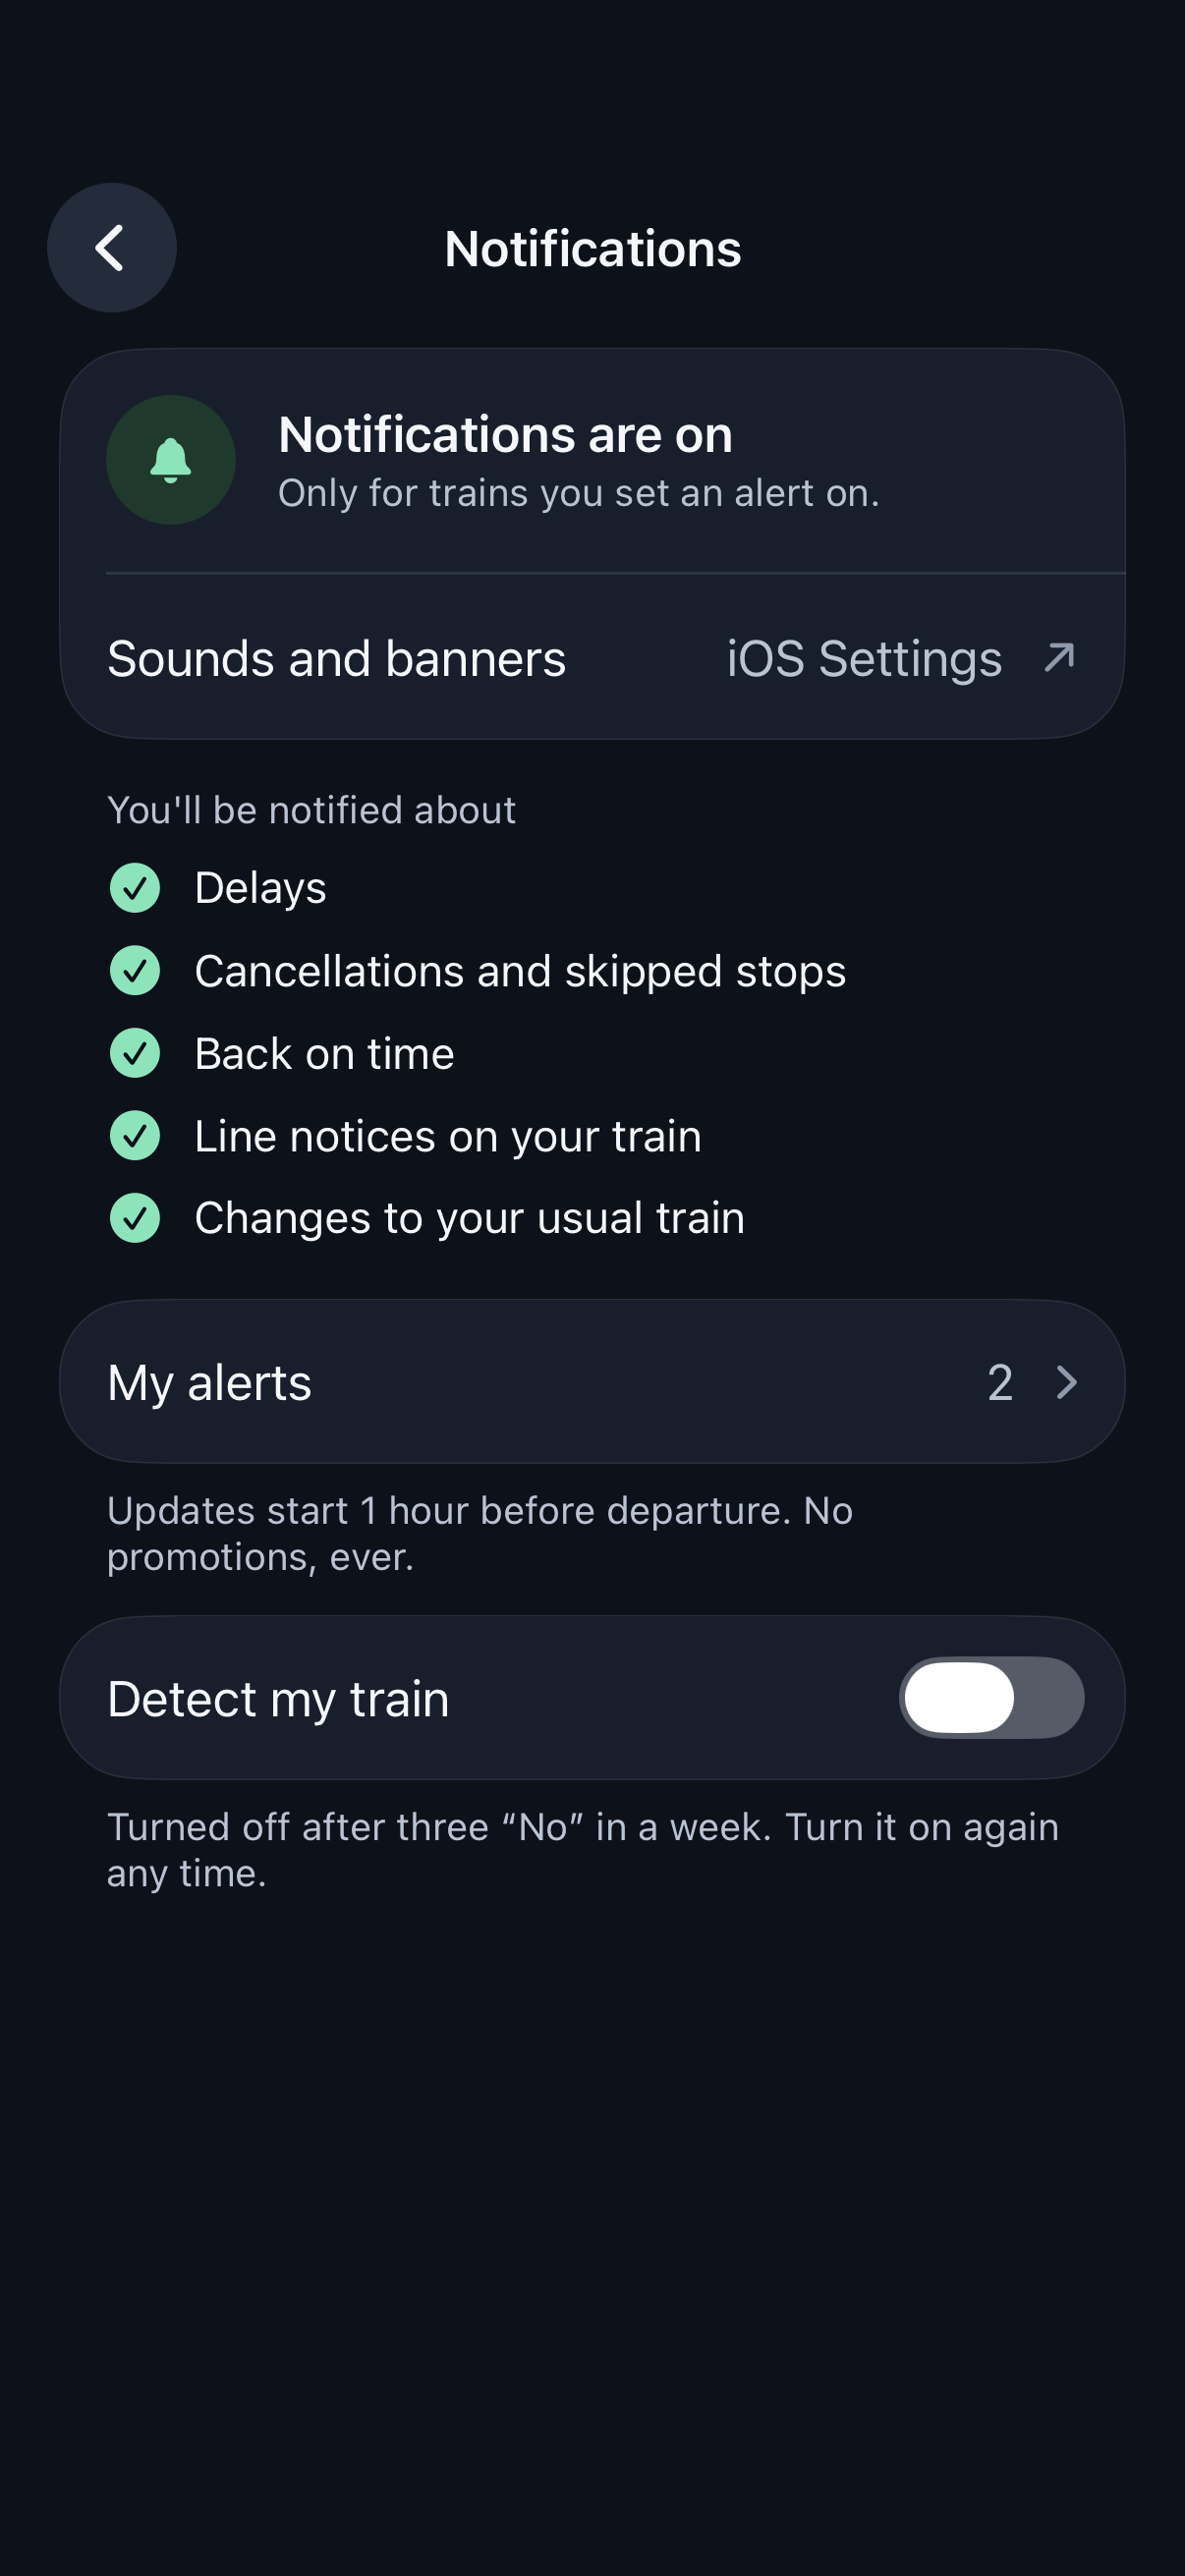 Notifications
Notifications are on
Only for trains you set an alert on.
Sounds and banners iOS Settings
You'll be notified about
Delays
Cancellations and skipped stops
Back on time
Line notices on your train
Changes to your usual train
My alerts 2
Updates start 1 hour before departure. No
promotions, ever.
Detect my train
Turned off after three “No” in a week. Turn it on again
any time.